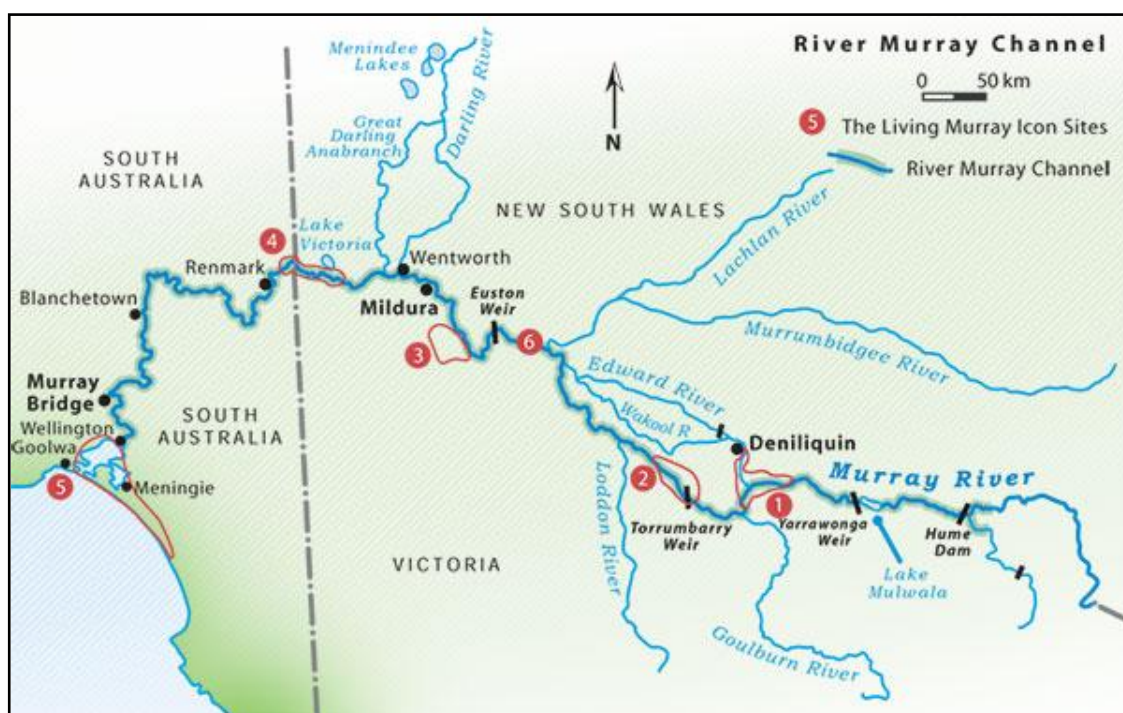 River Murray Channel
0 50 km
5 The Living Murray Icon Sites
River Murray Channel
N
Menindee
Lakes
Darling River
Great
Darling
Anabranch
SOUTH
AUSTRALIA
NEW SOUTH WALES
Lachlan River
4
Lake
Victoria
Renmark
Wentworth
Blanchetown
Mildura
Euston
Weir
3
6
Murrumbidgee River
Edward River
Wakool R
Murray
Bridge
SOUTH
AUSTRALIA
Wellington
Goolwa
Deniliquin
5
Meningie
2
1
Murray River
Loddon River
Torrumbarry
Weir
Yarrawonga
Weir
Hume
Dam
Lake
Mulwala
VICTORIA
Goulburn River